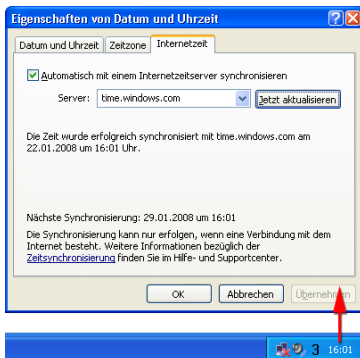 Eigenschaften von Datum und Uhrzeit
Datum und Uhrzeit Zeitzone Internetzeit
Automatisch mit einem Internetzeitserver synchronisieren
Server: time.windows.com Jetzt aktualisieren
Die Zeit wurde erfolgreich synchronisiert mit time.windows.com am
22.01.2008 um 16:01 Uhr.
Nächste Synchronisierung: 29.01.2008 um 16:01
Die Synchronisierung kann nur erfolgen, wenn eine Verbindung mit dem
Internet besteht. Weitere Informationen bezüglich der
Zeitsynchronisierung finden Sie im Hilfe- und Supportcenter.
OK Abbrechen Übernehmen
3 16:01